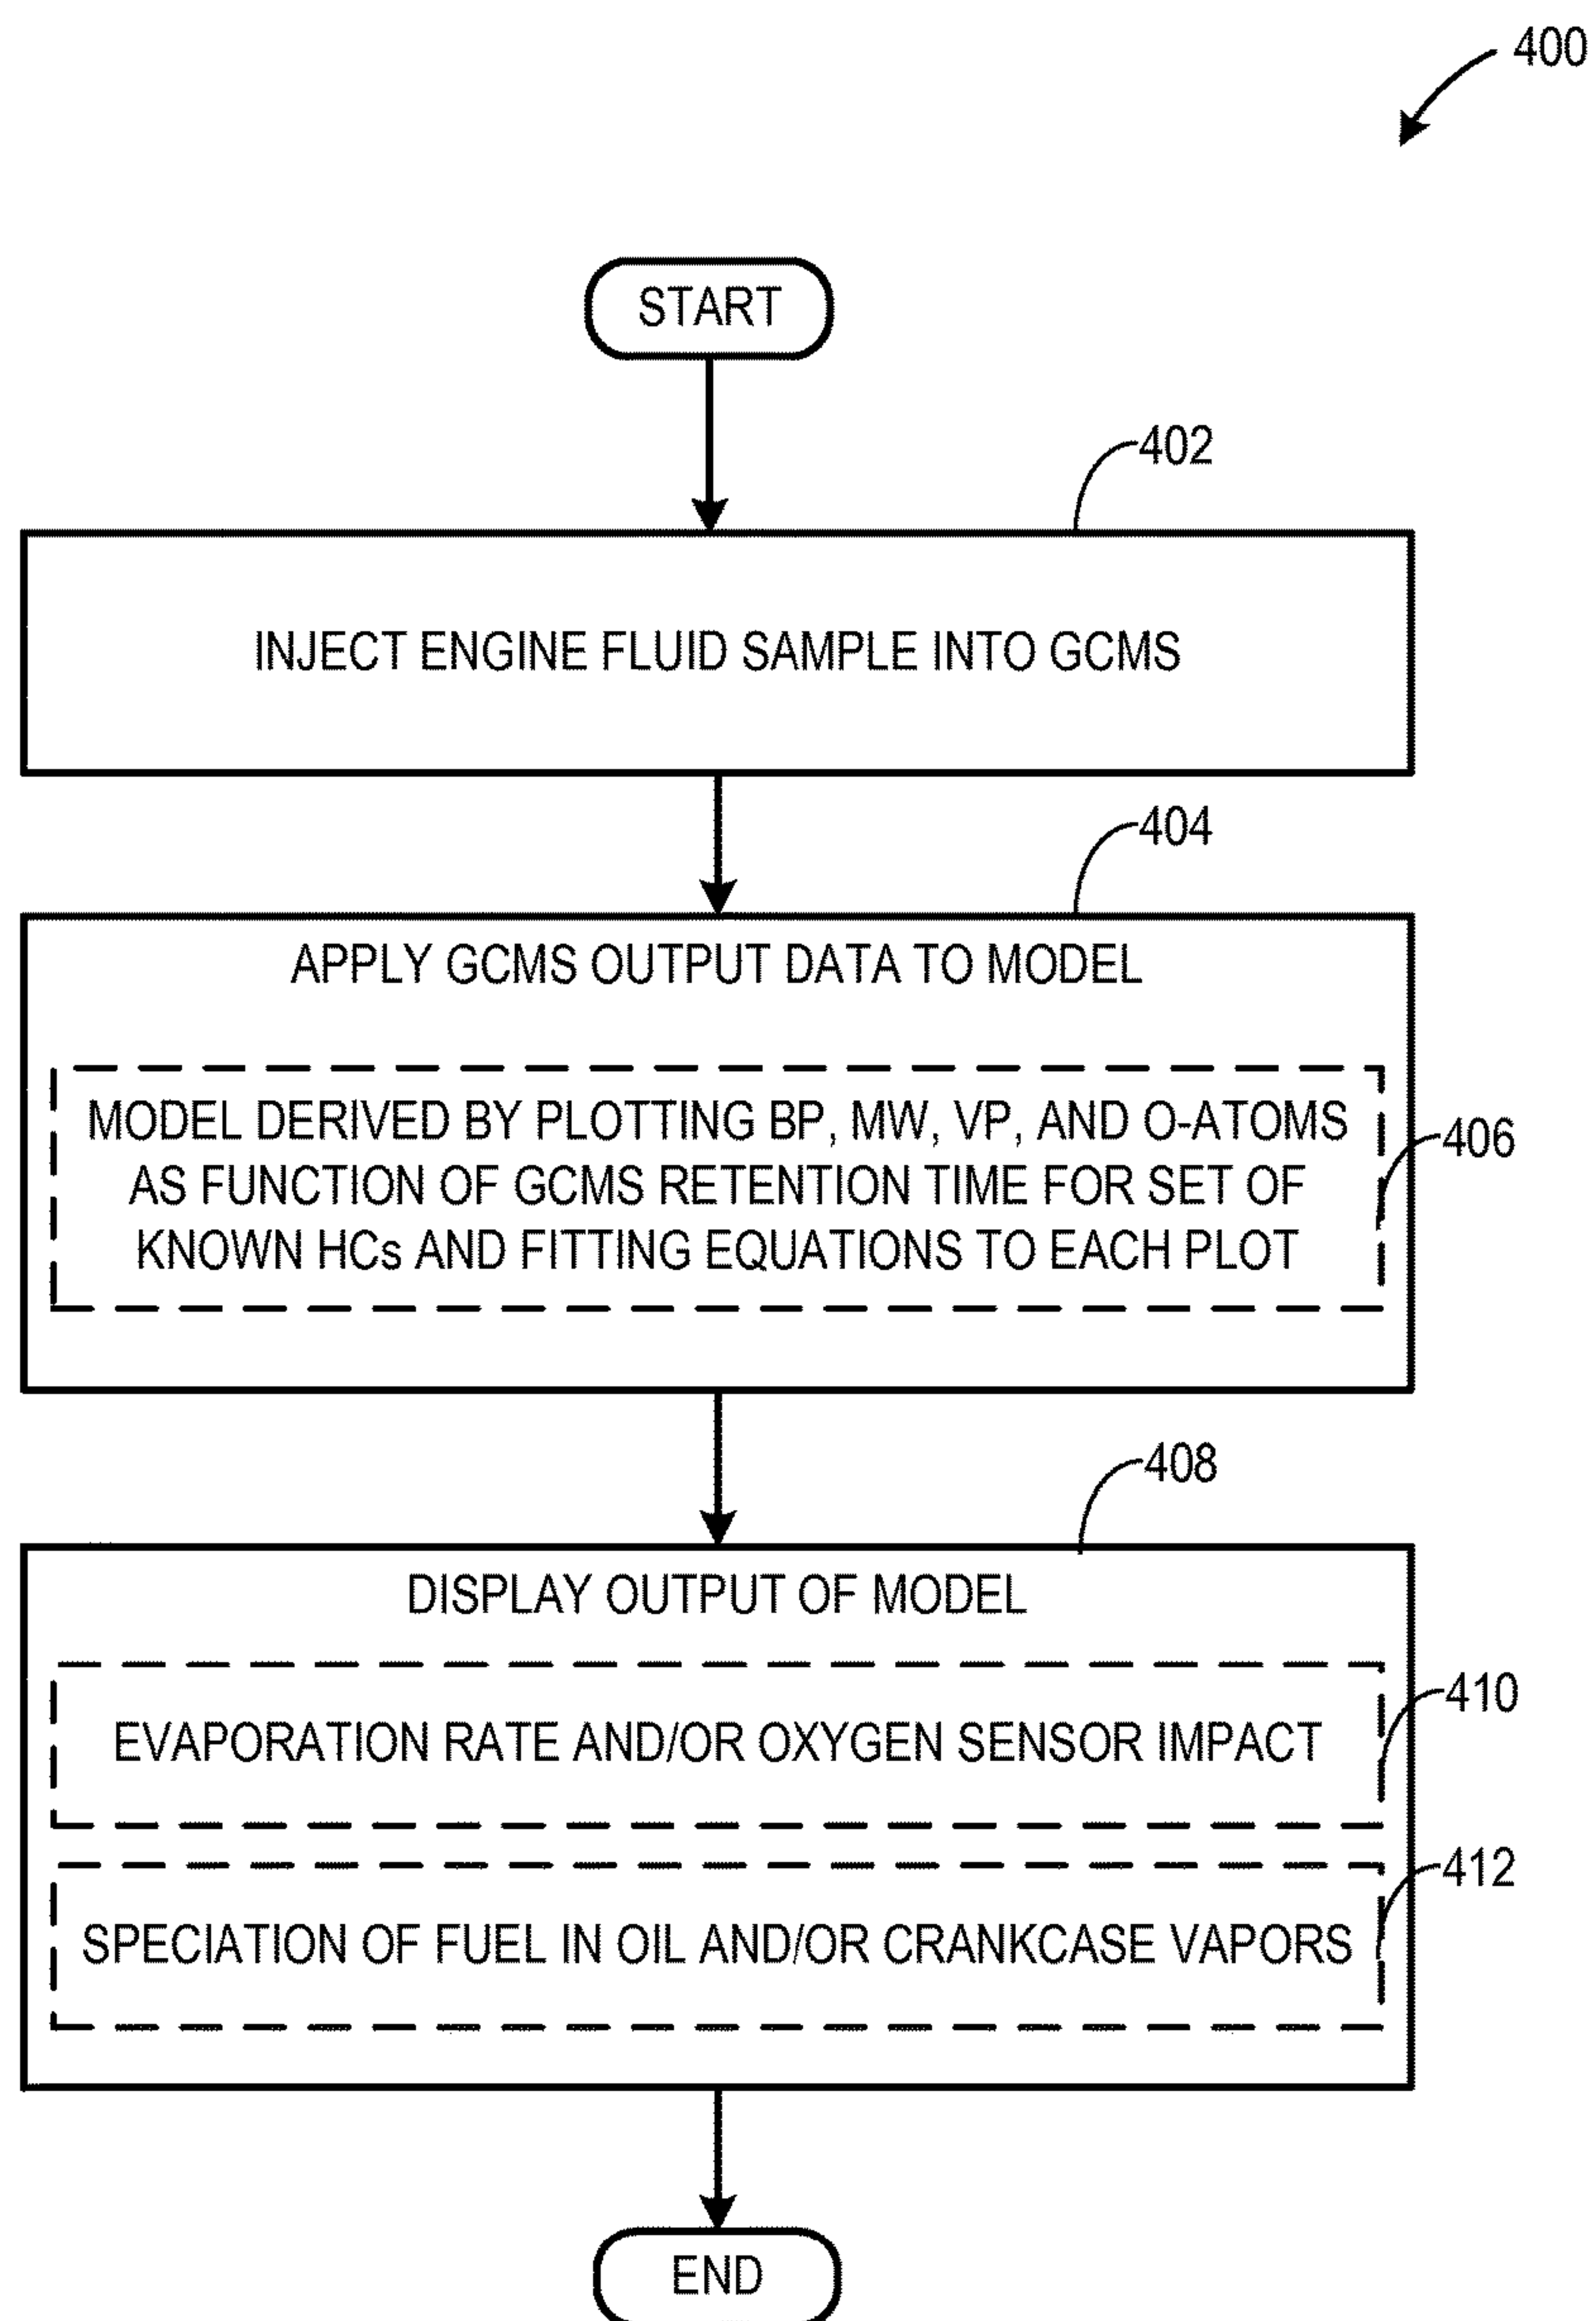 400
START
402
INJECT ENGINE FLUID SAMPLE INTO GCMS
404
APPLY GCMS OUTPUT DATA TO MODEL
MODEL DERIVED BY PLOTTING BP, MW, VP, AND O-ATOMS
AS FUNCTION OF GCMS RETENTION TIME FOR SET OF
KNOWN HCs AND FITTING EQUATIONS TO EACH PLOT
406
408
DISPLAY OUTPUT OF MODEL
EVAPORATION RATE AND/OR OXYGEN SENSOR IMPACT
410
SPECIATION OF FUEL IN OIL AND/OR CRANKCASE VAPORS
412
END